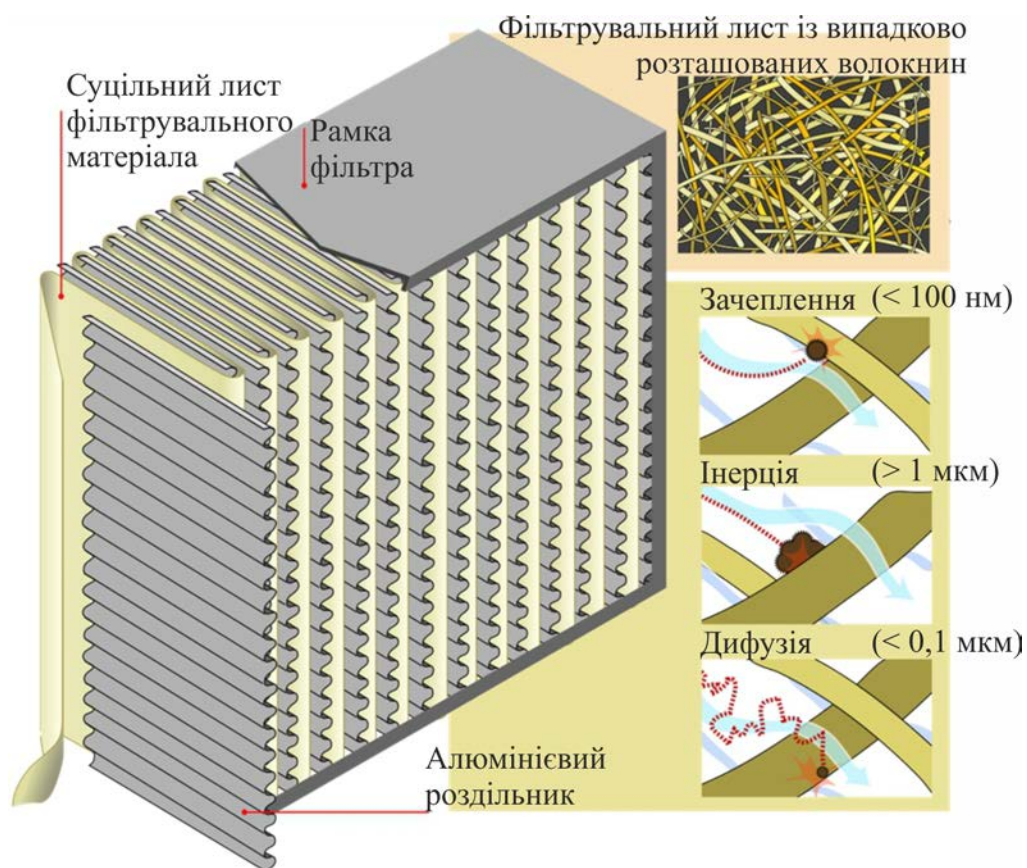 Фільтрувальний лист із випадково
розташованих волокнин
Суцільний лист
фільтрувального
матеріала
Рамка
фільтра
Зачеплення (< 100 нм)
Інерція (> 1 мкм)
Дифузія (< 0,1 мкм)
Алюмінієвий
роздільник